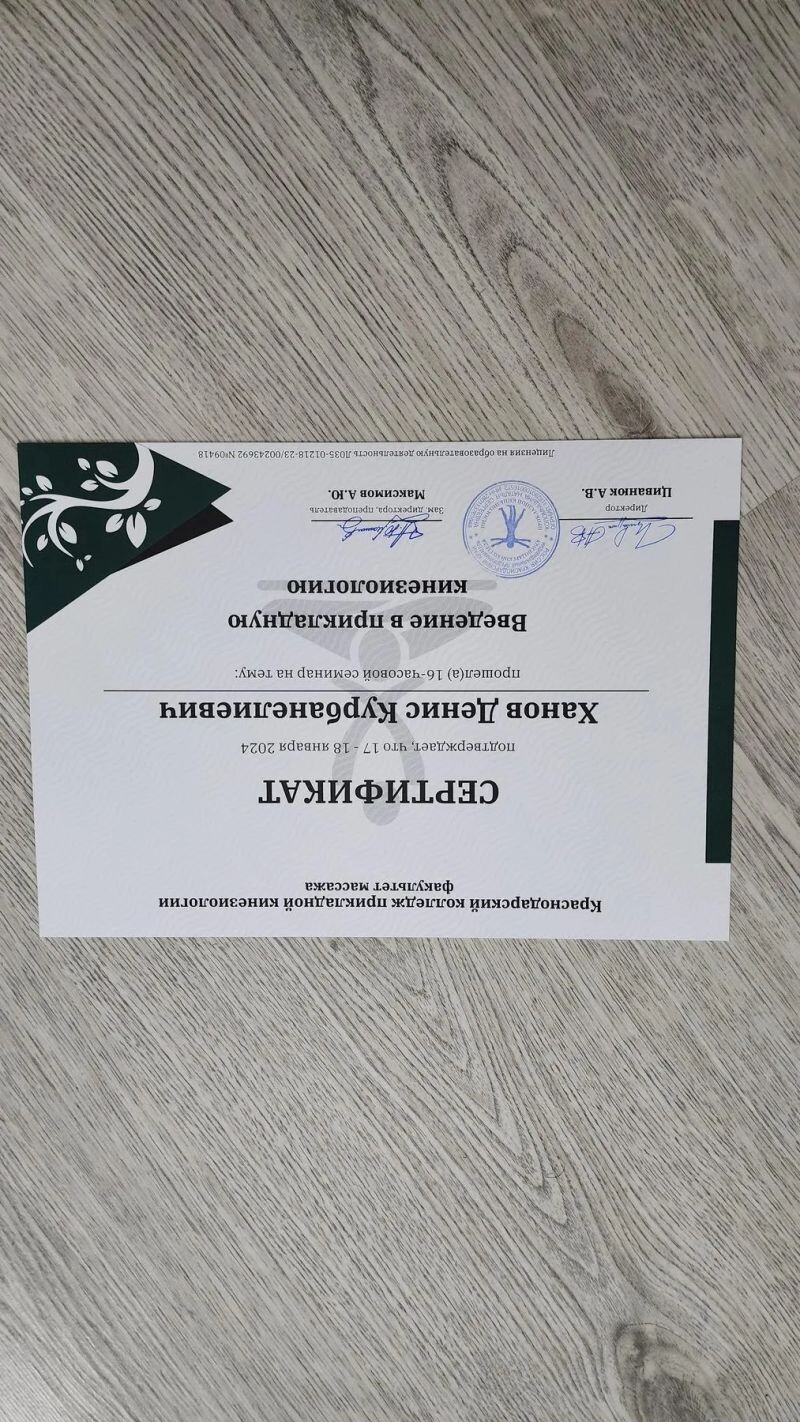 Краснодарский колледж прикладной кинезиологии
факультет массажа
СЕРТИФИКАТ
подтверждает, что 17 - 18 января 2024
Ханов Денис Курбанелиевич
прошел(а) 16-часовой семинар на тему:
Введение в прикладную
кинезиологию
Директор
Циванюк А.В.
Зам. директора, преподаватель
Максимов А.Ю.
Лицензия на образовательную деятельность Л035-01218-23/00243692 №09418